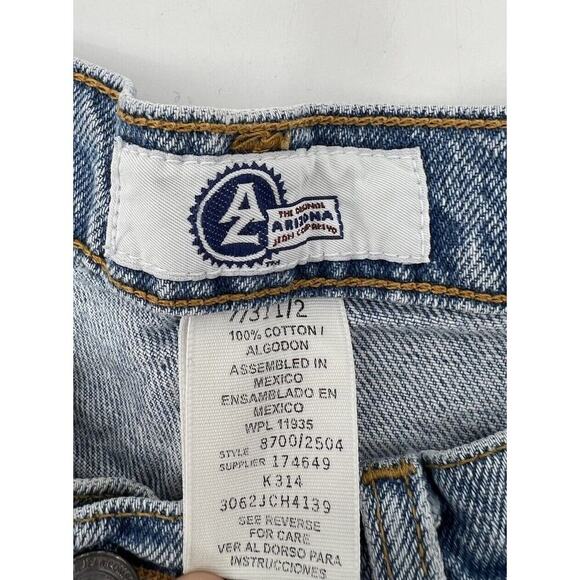 AZ
THE ORIGINAL
ARIZONA
JEAN COMPANY
TM
7/31 1/2
100% COTTON /
ALGODON
ASSEMBLED IN
MEXICO
ENSAMBLADO EN
MEXICO
WPL 11935
STYLE 8700/2504
SUPPLIER 174649
K314
3062JCH4139
SEE REVERSE
FOR CARE
VER AL DORSO PARA
INSTRUCCIONES